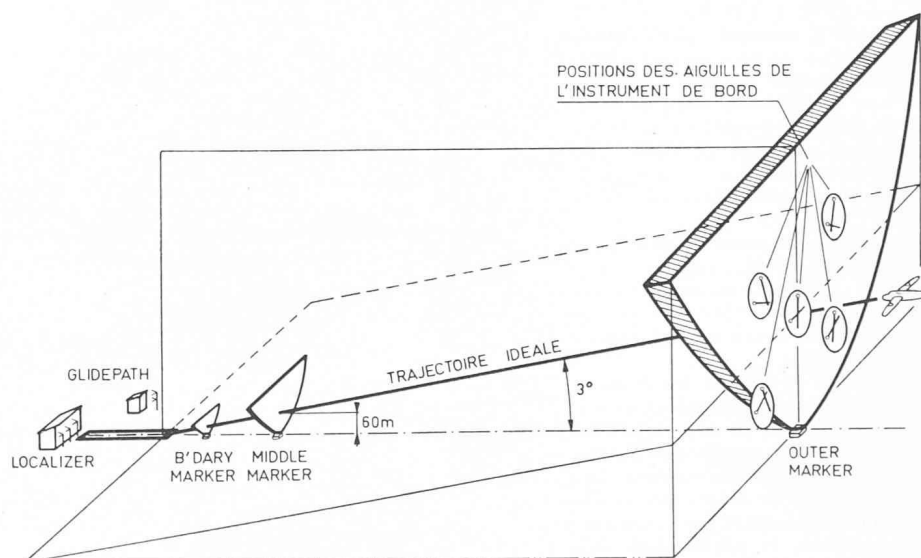 POSITIONS DES AIGUILLES DE
L'INSTRUMENT DE BORD
TRAJECTOIRE IDEALE
3°
60m
GLIDEPATH
LOCALIZER
B'DARY
MARKER
MIDDLE
MARKER
OUTER
MARKER